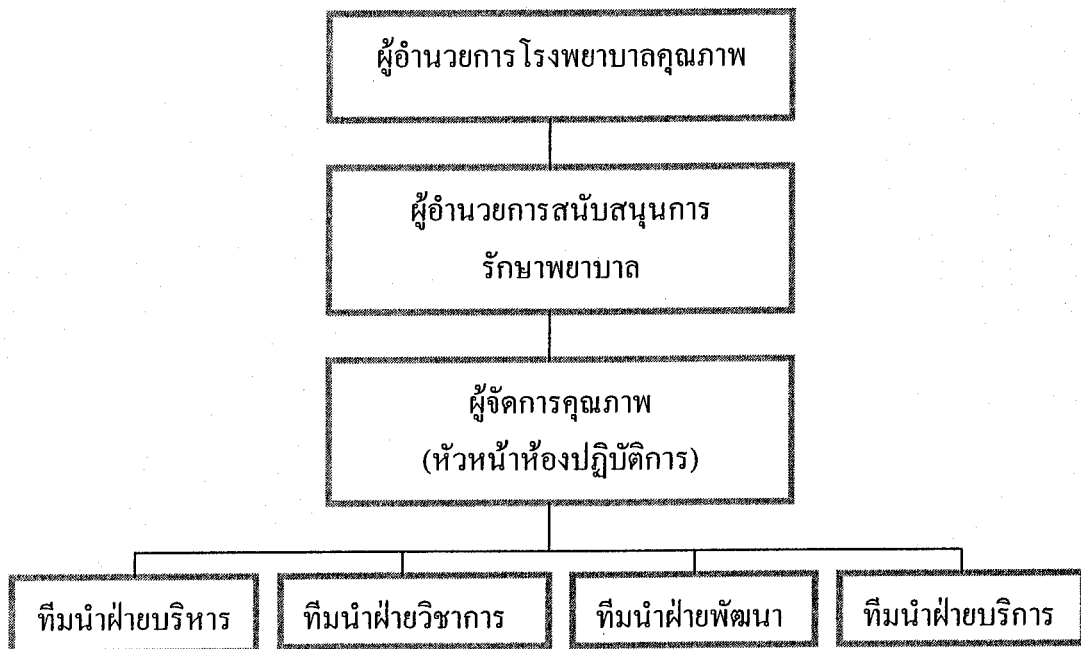 ผู้อำนวยการโรงพยาบาลคุณภาพ
ผู้อำนวยการสนับสนุนการ
รักษาพยาบาล
ผู้จัดการคุณภาพ
(หัวหน้าห้องปฏิบัติการ)
ทีมนำฝ่ายบริหาร
ทีมนำฝ่ายวิชาการ
ทีมนำฝ่ายพัฒนา
ทีมนำฝ่ายบริการ